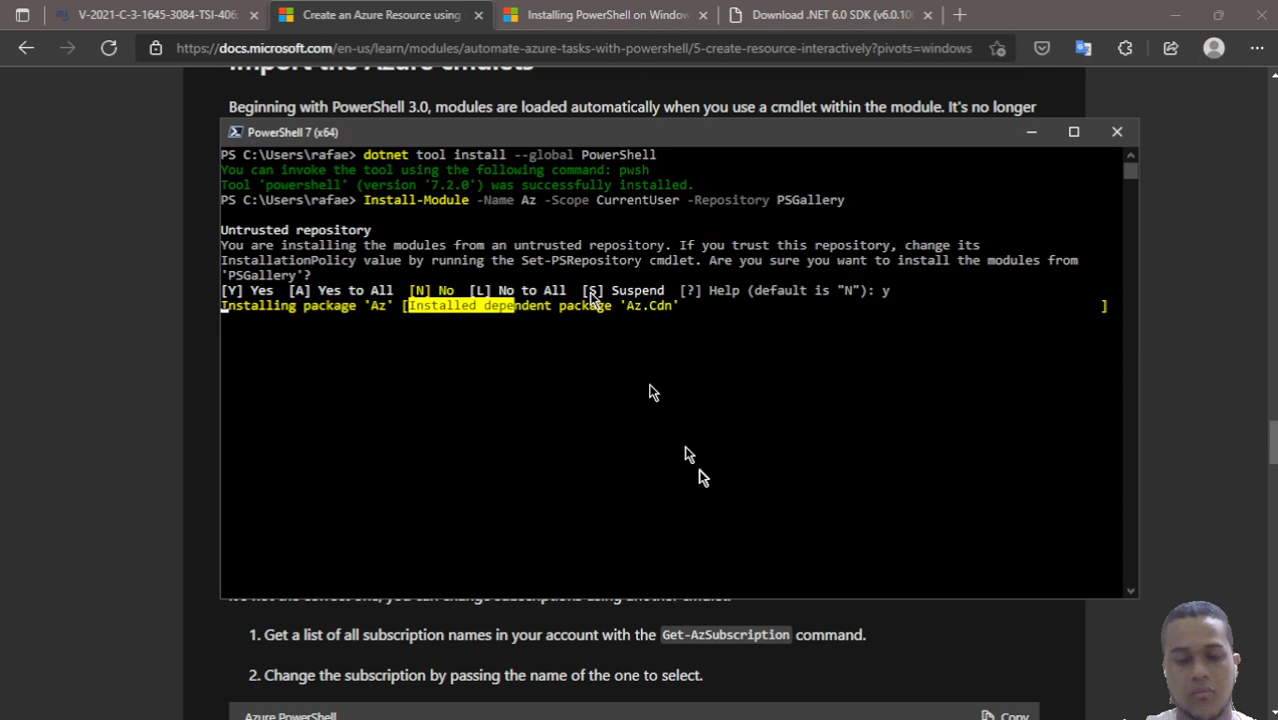 V-2021-C-3-1645-3084-TSI-406
Create an Azure Resource using
Installing PowerShell on Window
Download .NET 6.0 SDK (v6.0.10
https://docs.microsoft.com/en-us/learn/modules/automate-azure-tasks-with-powershell/5-create-resource-interactively?pivots=windows
Import the Azure cmdlets
Beginning with PowerShell 3.0, modules are loaded automatically when you use a cmdlet within the module. It's no longer
PowerShell 7 (x64)
PS C:\Users\rafae> dotnet tool install --global PowerShell
You can invoke the tool using the following command: pwsh
Tool 'powershell' (version '7.2.0') was successfully installed.
PS C:\Users\rafae> Install-Module -Name Az -Scope CurrentUser -Repository PSGallery
Untrusted repository
You are installing the modules from an untrusted repository. If you trust this repository, change its
InstallationPolicy value by running the Set-PSRepository cmdlet. Are you sure you want to install the modules from
'PSGallery'?
[Y] Yes [A] Yes to All [N] No [L] No to All [S] Suspend [?] Help (default is "N"): y
Installing package 'Az' [Installed dependent package 'Az.Cdn' ]
1. Get a list of all subscription names in your account with the Get-AzSubscription command.
2. Change the subscription by passing the name of the one to select.
Azure PowerShell
Copy